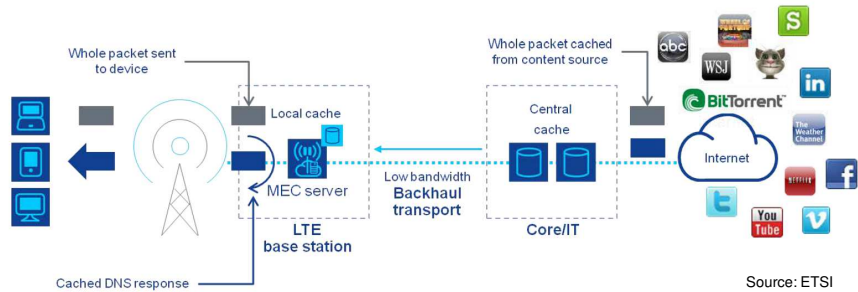 Whole packet sent
to device
Whole packet cached
from content source
abc
WSJ
S
in
BitTorrent™
The
Weather
Channel
Local cache
Central
cache
Internet
MEC server
Low bandwidth
Backhaul
transport
NETFLIX
f
t
You
Tube
v
LTE
base station
Core/IT
Cached DNS response
Source: ETSI